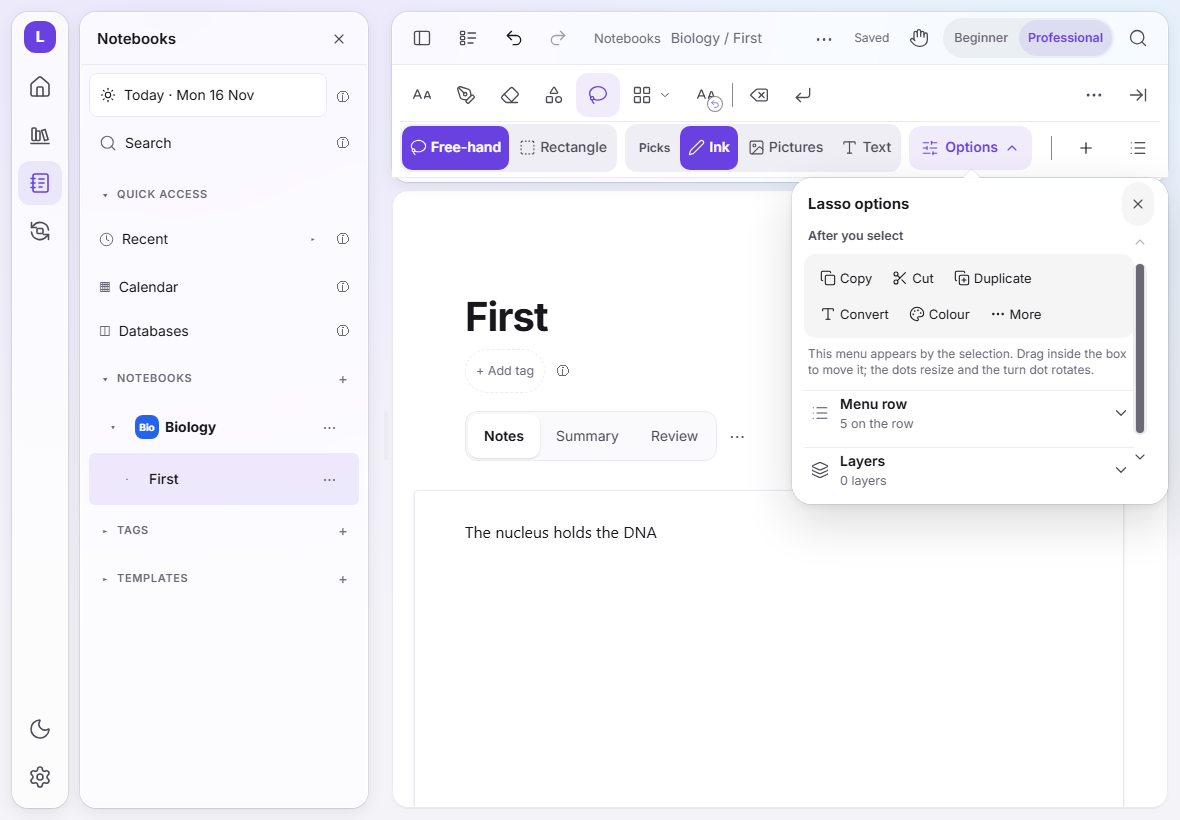 L
Notebooks
Today · Mon 16 Nov
Search
QUICK ACCESS
Recent
Calendar
Databases
NOTEBOOKS
Bio Biology
First
TAGS
TEMPLATES
Notebooks Biology / First
Saved
Beginner Professional
AA
AA
Free-hand Rectangle Picks Ink Pictures Text Options
Lasso options
After you select
Copy Cut Duplicate
Convert Colour More
This menu appears by the selection. Drag inside the box
to move it; the dots resize and the turn dot rotates.
Menu row
5 on the row
Layers
0 layers
First
+ Add tag
Notes Summary Review
The nucleus holds the DNA